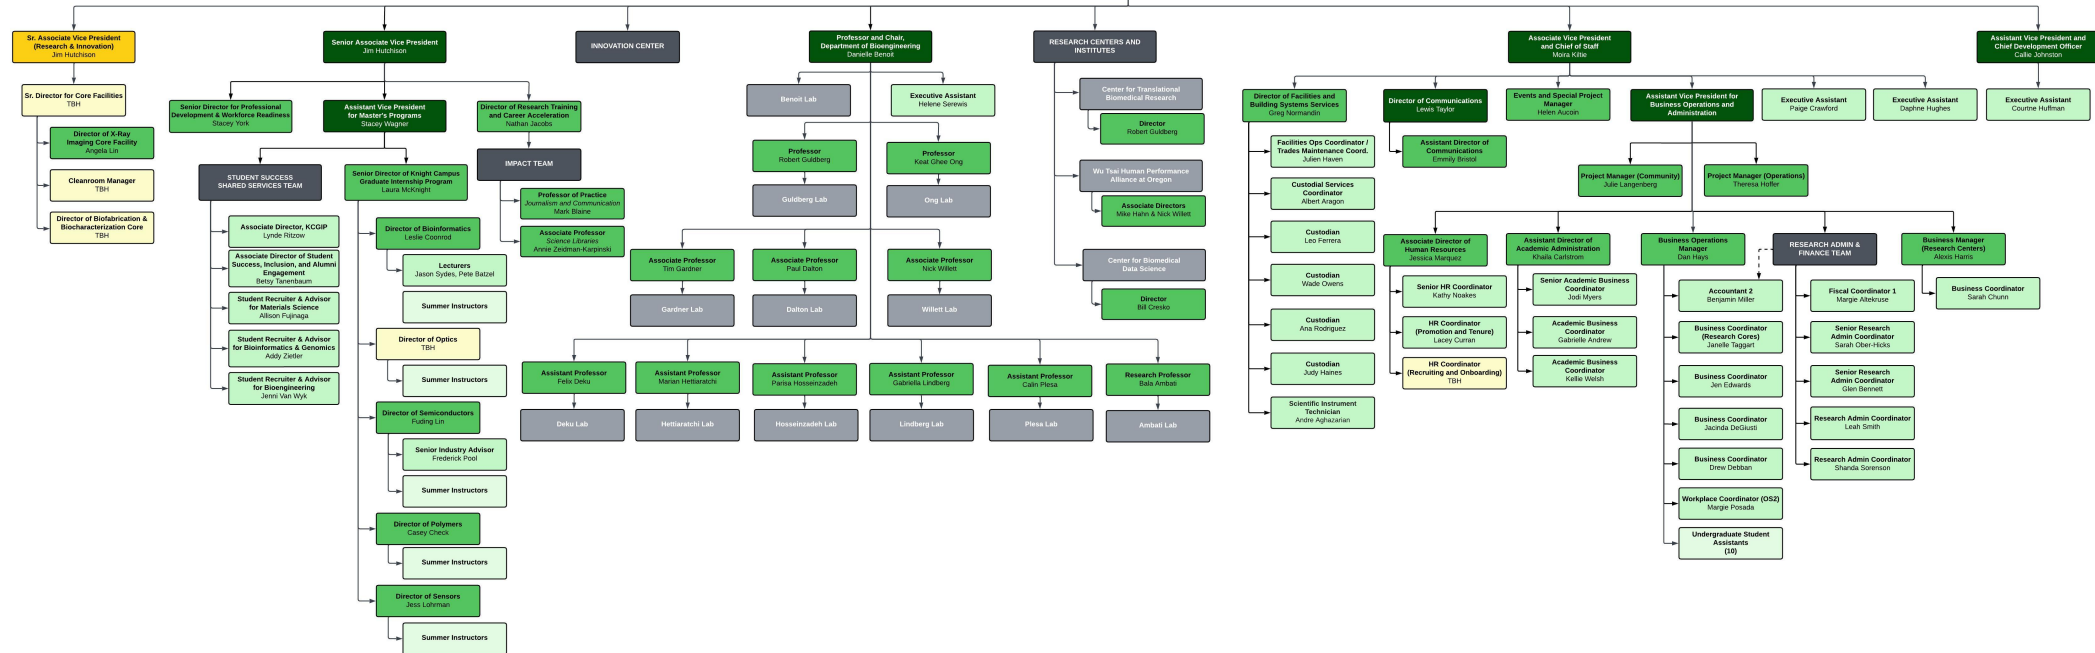 Sr. Associate Vice President
(Research & Innovation)
Jim Hutchison
Sr. Director for Core Facilities
TBH
Director of X-Ray
Imaging Core Facility
Angela Lin
Cleanroom Manager
TBH
Director of Biofabrication &
Biocharacterization Core
TBH
Senior Associate Vice President
Jim Hutchison
Senior Director for Professional
Development & Workforce Readiness
Stacey York
Assistant Vice President
for Master's Programs
Stacey Wagner
Director of Research Training
and Career Acceleration
Nathan Jacobs
STUDENT SUCCESS
SHARED SERVICES TEAM
Associate Director, KCGIP
Lynde Ritzow
Associate Director of Student
Success, Inclusion, and Alumni
Engagement
Betsy Tanenbaum
Student Recruiter & Advisor
for Materials Science
Allison Fujinaga
Student Recruiter & Advisor
for Bioinformatics & Genomics
Addy Zietler
Student Recruiter & Advisor
for Bioengineering
Jenni Van Wyk
Senior Director of Knight Campus
Graduate Internship Program
Laura McKnight
Director of Bioinformatics
Leslie Coonrod
Lecturers
Jason Sydes, Pete Batzel
Summer Instructors
Director of Optics
TBH
Summer Instructors
Director of Semiconductors
Fuding Lin
Senior Industry Advisor
Frederick Pool
Summer Instructors
Director of Polymers
Casey Check
Summer Instructors
Director of Sensors
Jess Lohrman
Summer Instructors
IMPACT TEAM
Professor of Practice
Journalism and Communication
Mark Blaine
Associate Professor
Science Libraries
Annie Zeidman-Karpinski
INNOVATION CENTER
Professor and Chair,
Department of Bioengineering
Danielle Benoit
Benoit Lab
Executive Assistant
Helene Serewis
Professor
Robert Guldberg
Guldberg Lab
Professor
Keat Ghee Ong
Ong Lab
Associate Professor
Tim Gardner
Gardner Lab
Associate Professor
Paul Dalton
Dalton Lab
Associate Professor
Nick Willett
Willett Lab
Assistant Professor
Felix Deku
Deku Lab
Assistant Professor
Marian Hettiaratchi
Hettiaratchi Lab
Assistant Professor
Parisa Hosseinzadeh
Hosseinzadeh Lab
Assistant Professor
Gabriella Lindberg
Lindberg Lab
Assistant Professor
Calin Plesa
Plesa Lab
Research Professor
Bala Ambati
Ambati Lab
RESEARCH CENTERS AND
INSTITUTES
Center for Translational
Biomedical Research
Director
Robert Guldberg
Wu Tsai Human Performance
Alliance at Oregon
Associate Directors
Mike Hahn & Nick Willett
Center for Biomedical
Data Science
Director
Bill Cresko
Associate Vice President
and Chief of Staff
Moira Kiltie
Director of Facilities and
Building Systems Services
Greg Normandin
Facilities Ops Coordinator /
Trades Maintenance Coord.
Julien Haven
Custodial Services
Coordinator
Albert Aragon
Custodian
Leo Ferrera
Custodian
Wade Owens
Custodian
Ana Rodriguez
Custodian
Judy Haines
Scientific Instrument
Technician
Andre Aghazarian
Director of Communications
Lewis Taylor
Assistant Director of
Communications
Emmily Bristol
Events and Special Project
Manager
Helen Aucoin
Assistant Vice President for
Business Operations and
Administration
Executive Assistant
Paige Crawford
Executive Assistant
Daphne Hughes
Project Manager (Community)
Julie Langenberg
Project Manager (Operations)
Theresa Hoffer
Associate Director of
Human Resources
Jessica Marquez
Senior HR Coordinator
Kathy Noakes
HR Coordinator
(Promotion and Tenure)
Lacey Curran
HR Coordinator
(Recruiting and Onboarding)
TBH
Assistant Director of
Academic Administration
Khaila Carlstrom
Senior Academic Business
Coordinator
Jodi Myers
Academic Business
Coordinator
Gabrielle Andrew
Academic Business
Coordinator
Kellie Welsh
Business Operations
Manager
Dan Hays
Accountant 2
Benjamin Miller
Business Coordinator
(Research Cores)
Janelle Taggart
Business Coordinator
Jen Edwards
Business Coordinator
Jacinda DeGiusti
Business Coordinator
Drew Debban
Workplace Coordinator (OS2)
Margie Posada
Undergraduate Student
Assistants
(10)
RESEARCH ADMIN &
FINANCE TEAM
Fiscal Coordinator 1
Margie Altekruse
Senior Research
Admin Coordinator
Sarah Ober-Hicks
Senior Research
Admin Coordinator
Glen Bennett
Research Admin Coordinator
Leah Smith
Research Admin Coordinator
Shanda Sorenson
Business Manager
(Research Centers)
Alexis Harris
Business Coordinator
Sarah Chunn
Assistant Vice President and
Chief Development Officer
Callie Johnston
Executive Assistant
Courtne Huffman